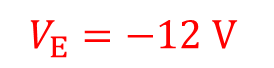 V_E = −12 V